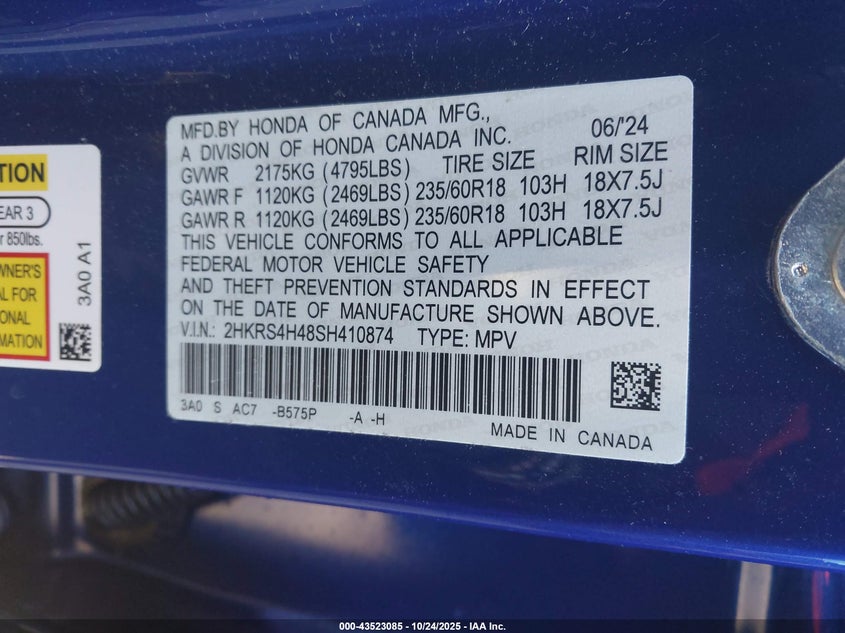 TION
EAR 3
r 850lbs.
WNER'S
AL FOR
ONAL
MATION
3A0 A1
MFD.BY HONDA OF CANADA MFG.,
A DIVISION OF HONDA CANADA INC. 06/'24
GVWR 2175KG (4795LBS) TIRE SIZE RIM SIZE
GAWR F 1120KG (2469LBS) 235/60R18 103H 18X7.5J
GAWR R 1120KG (2469LBS) 235/60R18 103H 18X7.5J
THIS VEHICLE CONFORMS TO ALL APPLICABLE
FEDERAL MOTOR VEHICLE SAFETY
AND THEFT PREVENTION STANDARDS IN EFFECT
ON THE DATE OF MANUFACTURE SHOWN ABOVE.
V.I.N.: 2HKRS4H48SH410874 TYPE: MPV
3A0 S AC7 -B575P -A -H
MADE IN CANADA
000-43523085 - 10/24/2025 - IAA Inc.